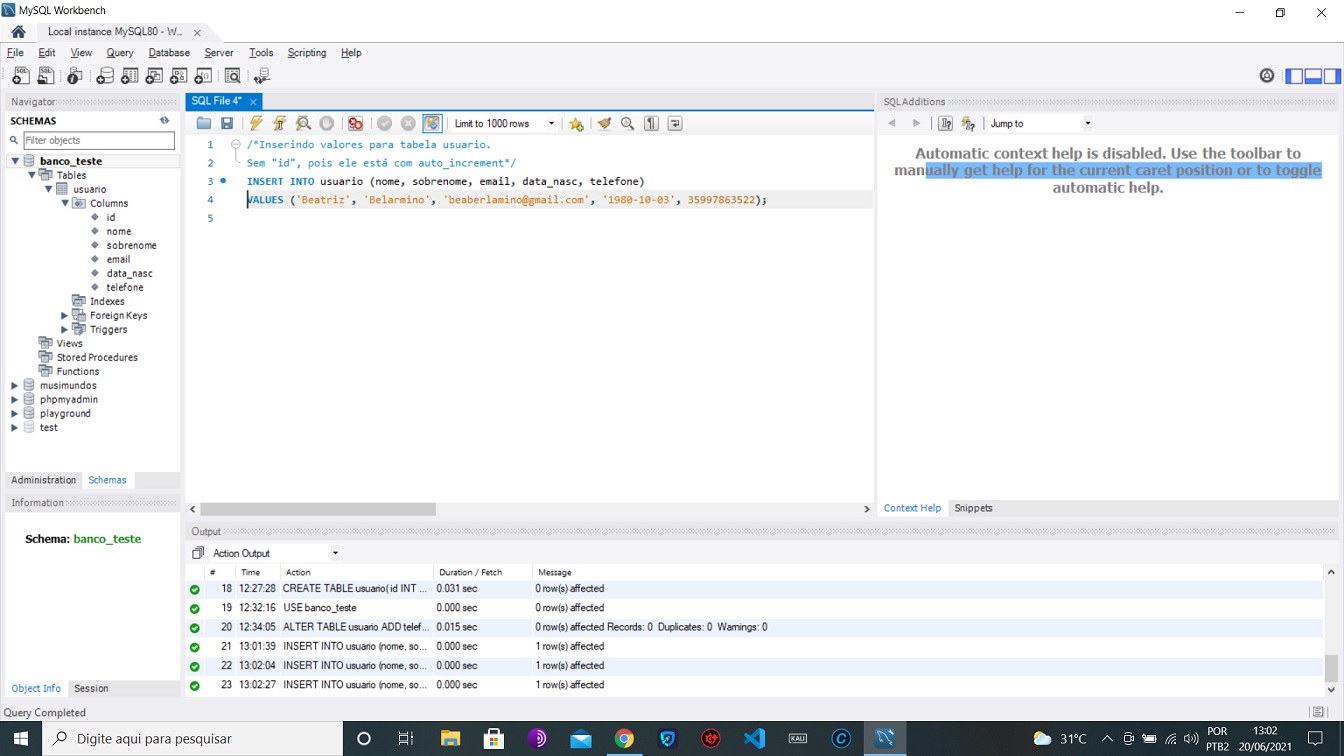 MySQL Workbench
Local instance MySQL80 - W...
File Edit View Query Database Server Tools Scripting Help
Navigator
SCHEMAS
Filter objects
banco_teste
Tables
usuario
Columns
id
nome
sobrenome
email
data_nasc
telefone
Indexes
Foreign Keys
Triggers
Views
Stored Procedures
Functions
musimundos
phpmyadmin
playground
test
Administration Schemas
Information
Schema: banco_teste
Object Info Session
SQL File 4*
Limit to 1000 rows
1 /*Inserindo valores para tabela usuario.
2 Sem "id", pois ele está com auto_increment*/
3 INSERT INTO usuario (nome, sobrenome, email, data_nasc, telefone)
4 VALUES ('Beatriz', 'Belarmino', 'beaberlamino@gmail.com', '1980-10-03', 35997863522);
5
SQLAdditions
Jump to
Automatic context help is disabled. Use the toolbar to
manually get help for the current caret position or to toggle
automatic help.
Context Help Snippets
Output
Action Output
# Time Action Duration / Fetch Message
18 12:27:28 CREATE TABLE usuario( id INT ... 0.031 sec 0 row(s) affected
19 12:32:16 USE banco_teste 0.000 sec 0 row(s) affected
20 12:34:05 ALTER TABLE usuario ADD telef... 0.015 sec 0 row(s) affected Records: 0 Duplicates: 0 Warnings: 0
21 13:01:39 INSERT INTO usuario (nome, so... 0.000 sec 1 row(s) affected
22 13:02:04 INSERT INTO usuario (nome, so... 0.000 sec 1 row(s) affected
23 13:02:27 INSERT INTO usuario (nome, so... 0.000 sec 1 row(s) affected
Query Completed
Digite aqui para pesquisar
KALI
31°C
POR
PTB2
13:02
20/06/2021